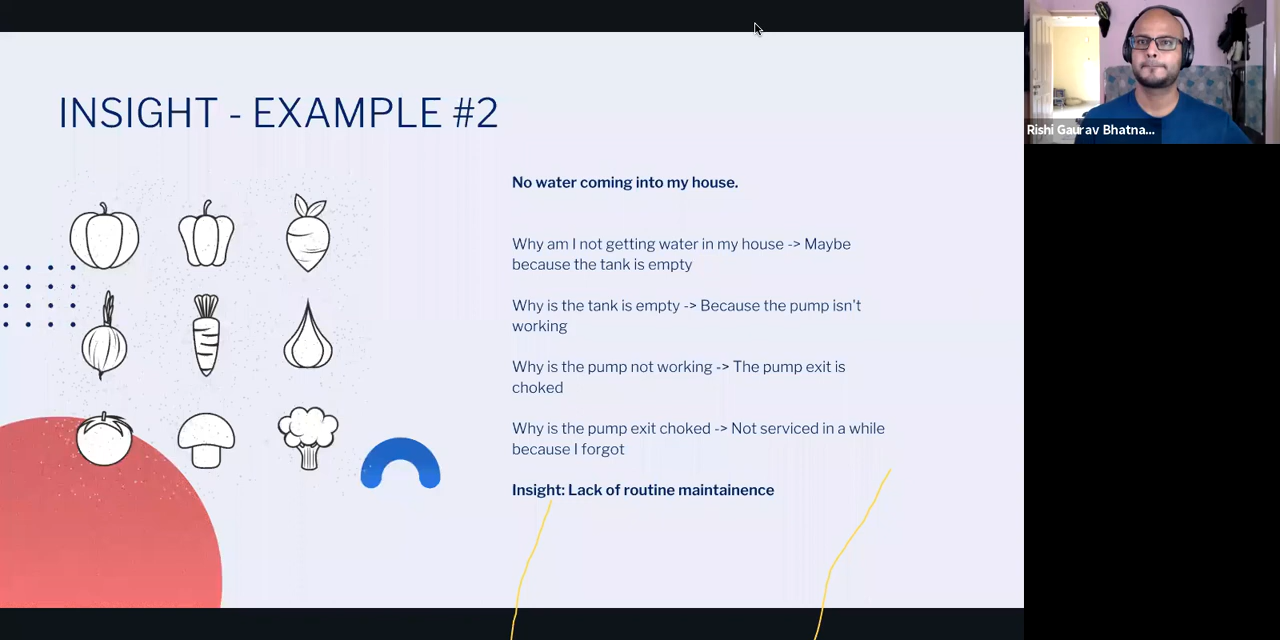 INSIGHT - EXAMPLE #2
No water coming into my house.
Why am I not getting water in my house -> Maybe
because the tank is empty
Why is the tank is empty -> Because the pump isn't
working
Why is the pump not working -> The pump exit is
choked
Why is the pump exit choked -> Not serviced in a while
because I forgot
Insight: Lack of routine maintainence
Rishi Gaurav Bhatna...